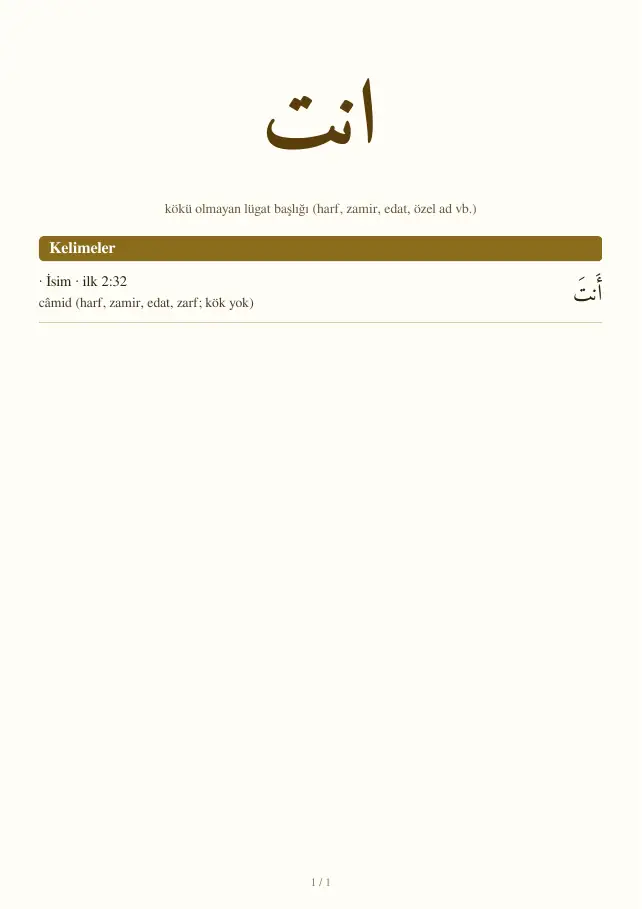 انت
kökü olmayan lügat başlığı (harf, zamir, edat, özel ad vb.)
Kelimeler
· İsim · ilk 2:32
أَنتَ
câmid (harf, zamir, edat, zarf; kök yok)
1 / 1